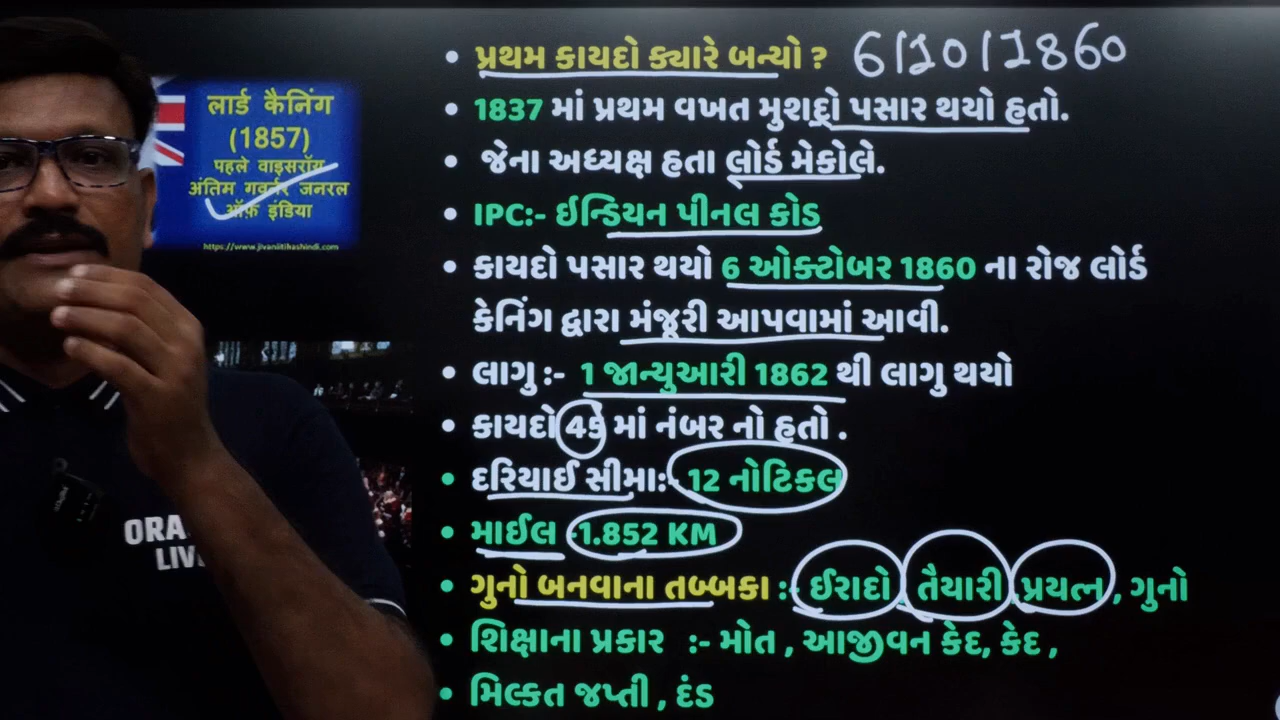 • પ્રથમ કાયદો ક્યારે બન્યો ? 6/10/1860
• 1837 માં પ્રથમ વખત મુશદ્દો પસાર થયો હતો.
• જેના અધ્યક્ષ હતા લોર્ડ મેકોલે.
• IPC:- ઇન્ડિયન પીનલ કોડ
• કાયદો પસાર થયો 6 ઓક્ટોબર 1860 ના રોજ લોર્ડ
કેનિંગ દ્વારા મંજૂરી આપવામાં આવી.
• લાગુ :- 1 જાન્યુઆરી 1862 થી લાગુ થયો
• કાયદો 45 માં નંબર નો હતો .
• દરિયાઈ સીમા:- 12 નોટિકલ
• માઈલ 1.852 KM
• ગુનો બનવાના તબ્બકા :- ઈરાદો , તૈયારી , પ્રયત્ન , ગુનો
• શિક્ષાના પ્રકાર :- મોત , આજીવન કેદ, કેદ ,
• મિલ્કત જપ્તી , દંડ
लार्ड कैनिंग
(1857)
पहले वाइसरॉय
अंतिम गवर्नर जनरल
ऑफ़ इंडिया
https://www.jivaniitihashindi.com
LIV